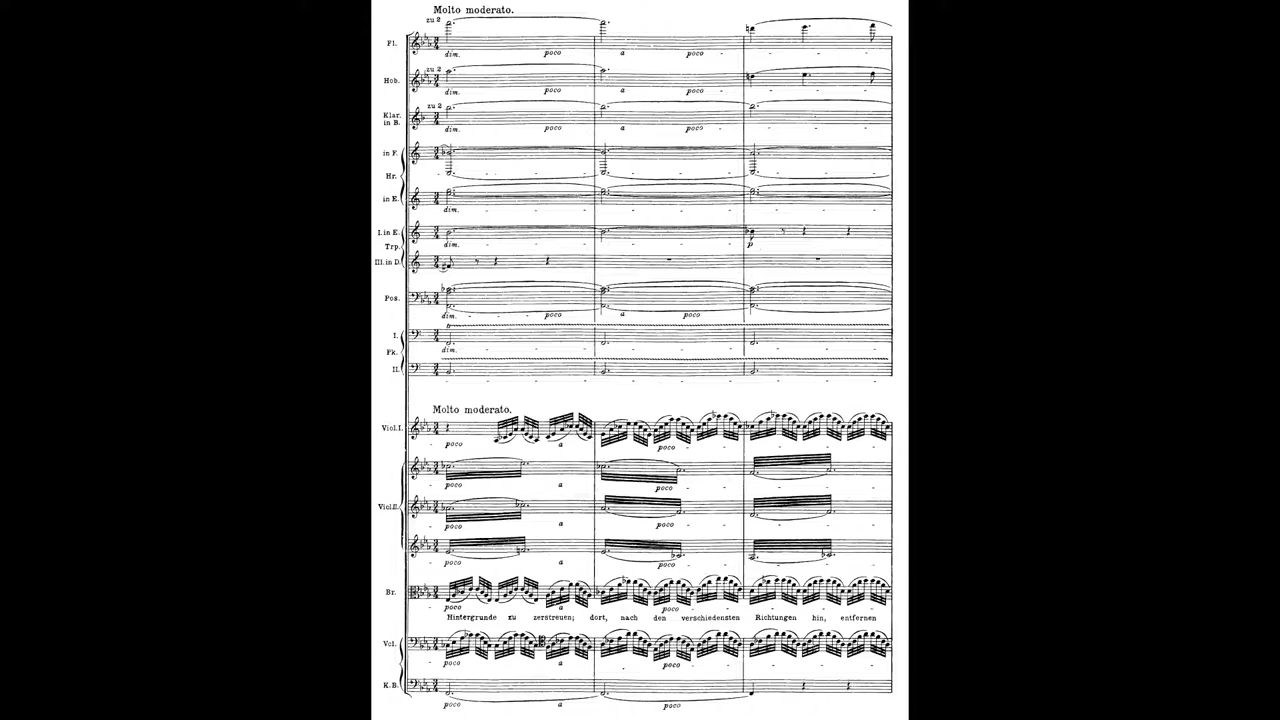 Molto moderato.
zu 2
Fl.
dim. poco a poco
zu 2
Hob.
dim. poco a poco
zu 2
Klar. in B.
dim. poco a poco
in F.
Hr.
in E.
dim.
I. in E.
dim. p
Trp.
III. in D.
Pos.
dim. poco a poco
tr
I.
dim.
Pk.
II.
Molto moderato.
Viol. I.
poco a poco
poco a poco
Viol. II.
poco a poco
poco a poco
Br.
poco a poco
Hintergrunde zu zerstreuen; dort, nach den verschiedensten Richtungen hin, entfernen
Vcl.
poco a poco
K.B.
poco a poco